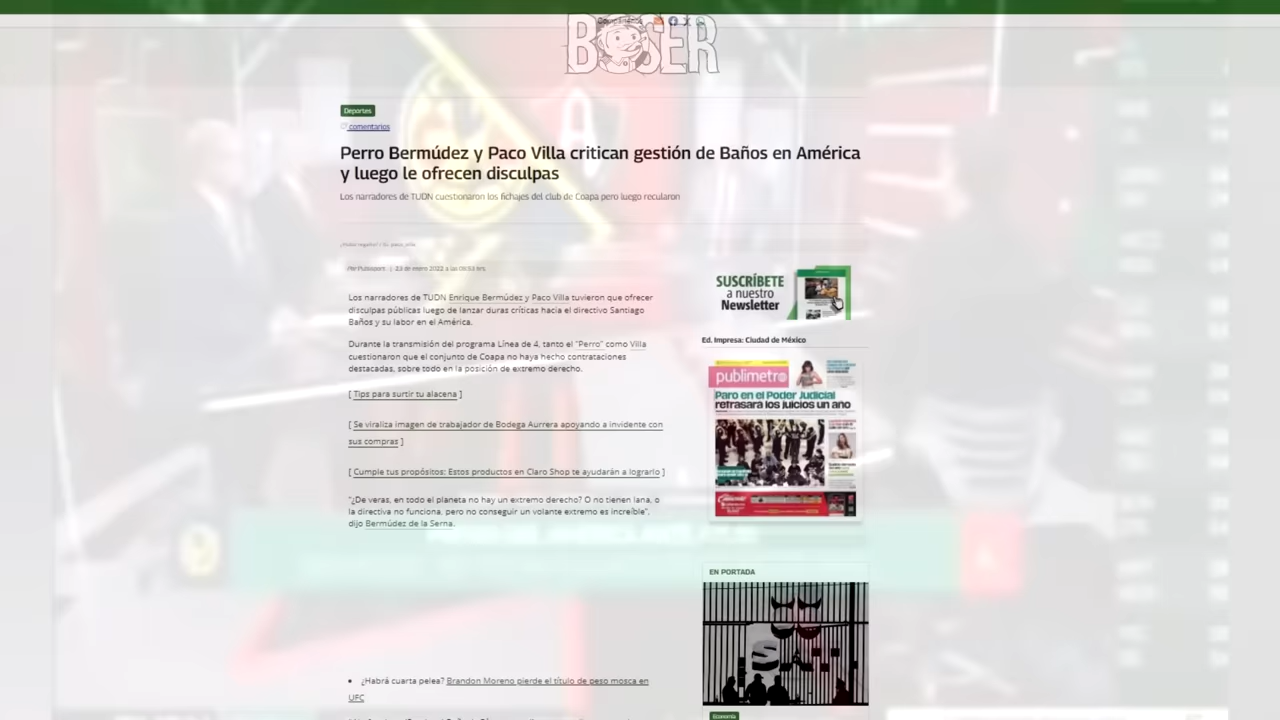 BOSER
Deportes
comentarios
Perro Bermúdez y Paco Villa critican gestión de Baños en América
y luego le ofrecen disculpas
Los narradores de TUDN cuestionaron los fichajes del club de Coapa pero luego recularon
Por Publisport | 23 de enero 2022 a las 09:33 hrs.
Los narradores de TUDN Enrique Bermúdez y Paco Villa tuvieron que ofrecer
disculpas públicas luego de lanzar duras críticas hacia el directivo Santiago
Baños y su labor en el América.
Durante la transmisión del programa Línea de 4, tanto el "Perro" como Villa
cuestionaron que el conjunto de Coapa no haya hecho contrataciones
destacadas, sobre todo en la posición de extremo derecho.
[ Tips para surtir tu alacena ]
[ Se viraliza imagen de trabajador de Bodega Aurrera apoyando a invidente con
sus compras ]
[ Cumple tus propósitos: Estos productos en Claro Shop te ayudarán a lograrlo ]
"¿De veras, en todo el planeta no hay un extremo derecho? O no tienen lana, o
la directiva no funciona, pero no conseguir un volante extremo es increíble",
dijo Bermúdez de la Serna.
• ¿Habrá cuarta pelea? Brandon Moreno pierde el título de peso mosca en
UFC
SUSCRÍBETE
a nuestro
Newsletter
Ed. Impresa: Ciudad de México
publimetro
Paro en el Poder Judicial
retrasará los juicios un año
EN PORTADA
SAT
Economía